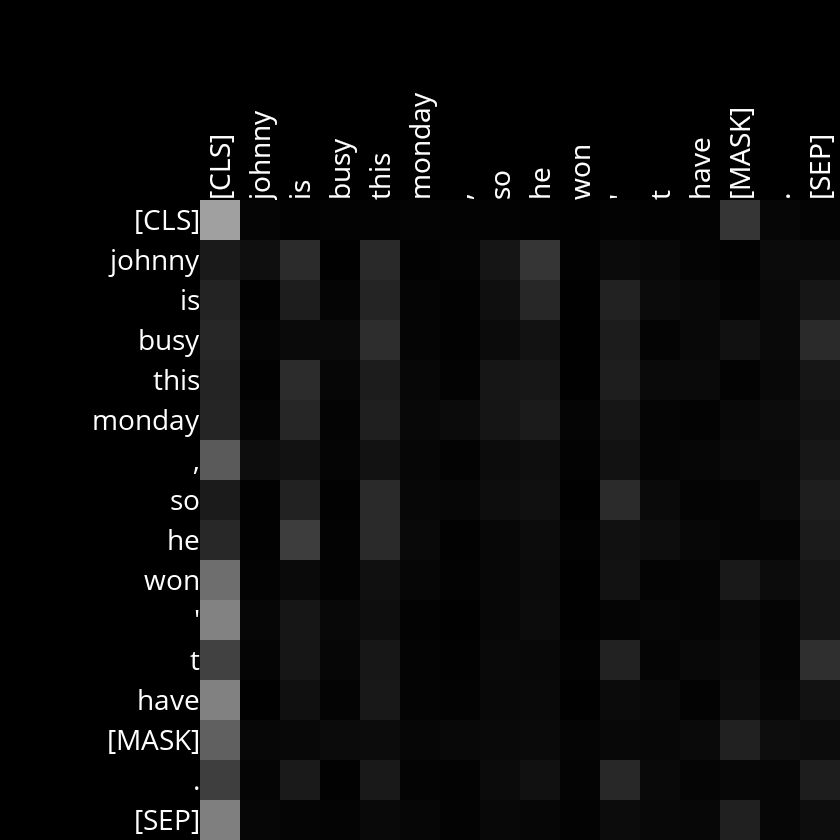 [CLS] johnny is busy this monday , so he won ' t have [MASK] . [SEP]
[CLS]
johnny
is
busy
this
monday
,
so
he
won
'
t
have
[MASK]
.
[SEP]